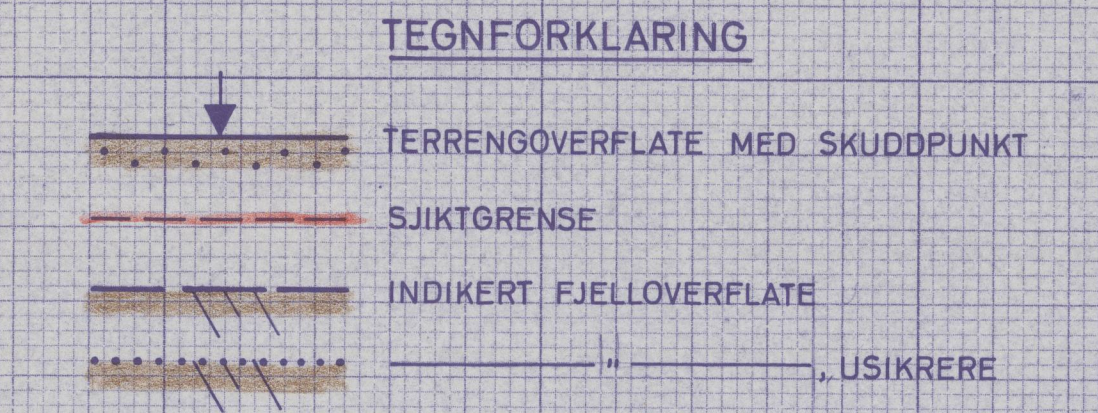 TEGNFORKLARING
TERRENGOVERFLATE MED SKUDDPUNKT
SJIKTGRENSE
INDIKERT FJELLOVERFLATE
——— " ———, USIKRERE